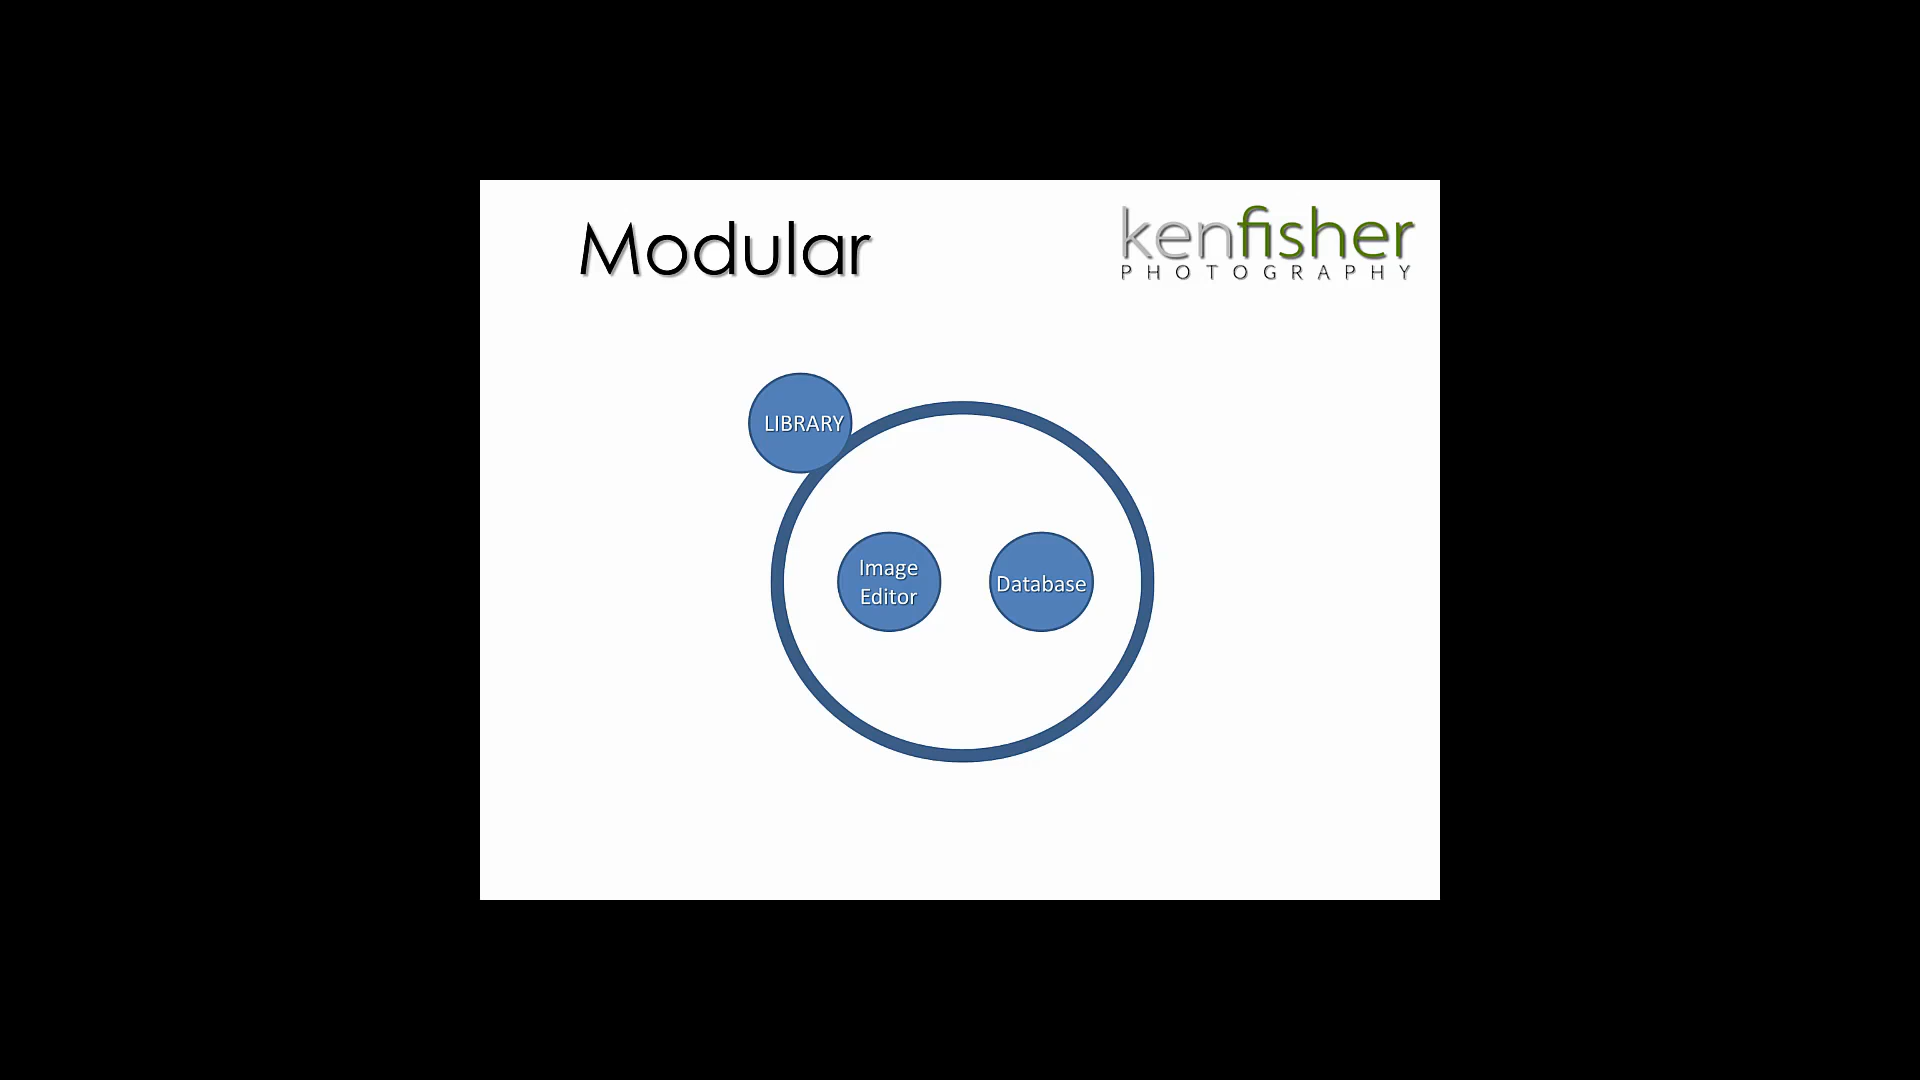 Modular
kenfisher
PHOTOGRAPHY
LIBRARY
Image
Editor
Database